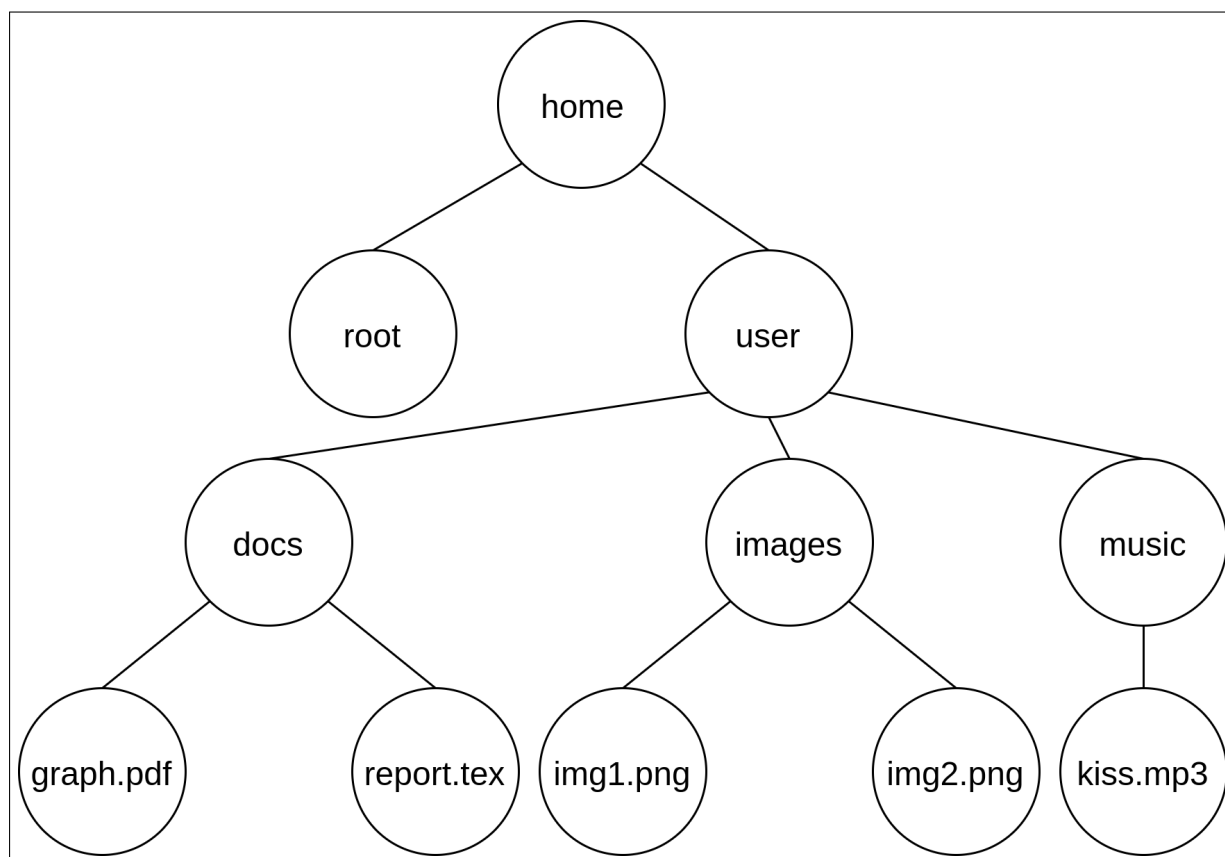 home
root
user
docs
images
music
graph.pdf
report.tex
img1.png
img2.png
kiss.mp3